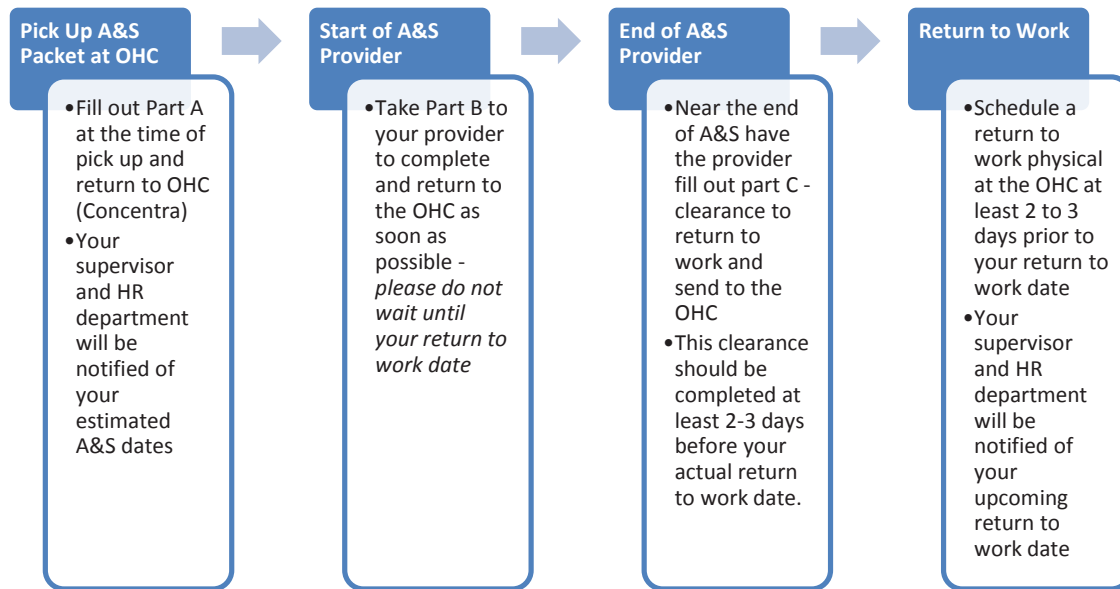 Pick Up A&S
Packet at OHC
•Fill out Part A
at the time of
pick up and
return to OHC
(Concentra)
•Your
supervisor
and HR
department
will be
notified of
your
estimated
A&S dates
Start of A&S
Provider
•Take Part B to
your provider
to complete
and return to
the OHC as
soon as
possible -
please do not
wait until
your return to
work date
End of A&S
Provider
•Near the end
of A&S have
the provider
fill out part C -
clearance to
return to
work and
send to the
OHC
•This clearance
should be
completed at
least 2-3 days
before your
actual return
to work date.
Return to Work
•Schedule a
return to
work physical
at the OHC at
least 2 to 3
days prior to
your return to
work date
•Your
supervisor
and HR
department
will be
notified of
your
upcoming
return to
work date